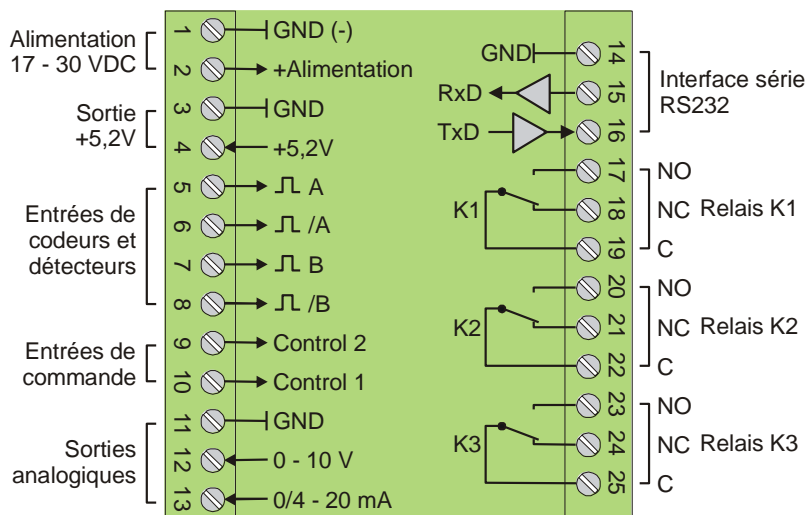 Alimentation
17 - 30 VDC
1 GND (-)
2 +Alimentation
Sortie
+5,2V
3 GND
4 +5,2V
Entrées de
codeurs et
détecteurs
5 A
6 /A
7 B
8 /B
Entrées de
commande
9 Control 2
10 Control 1
Sorties
analogiques
11 GND
12 0 - 10 V
13 0/4 - 20 mA
GND 14
RxD 15
TxD 16
Interface série
RS232
17 NO
K1 18 NC Relais K1
19 C
20 NO
K2 21 NC Relais K2
22 C
23 NO
K3 24 NC Relais K3
25 C